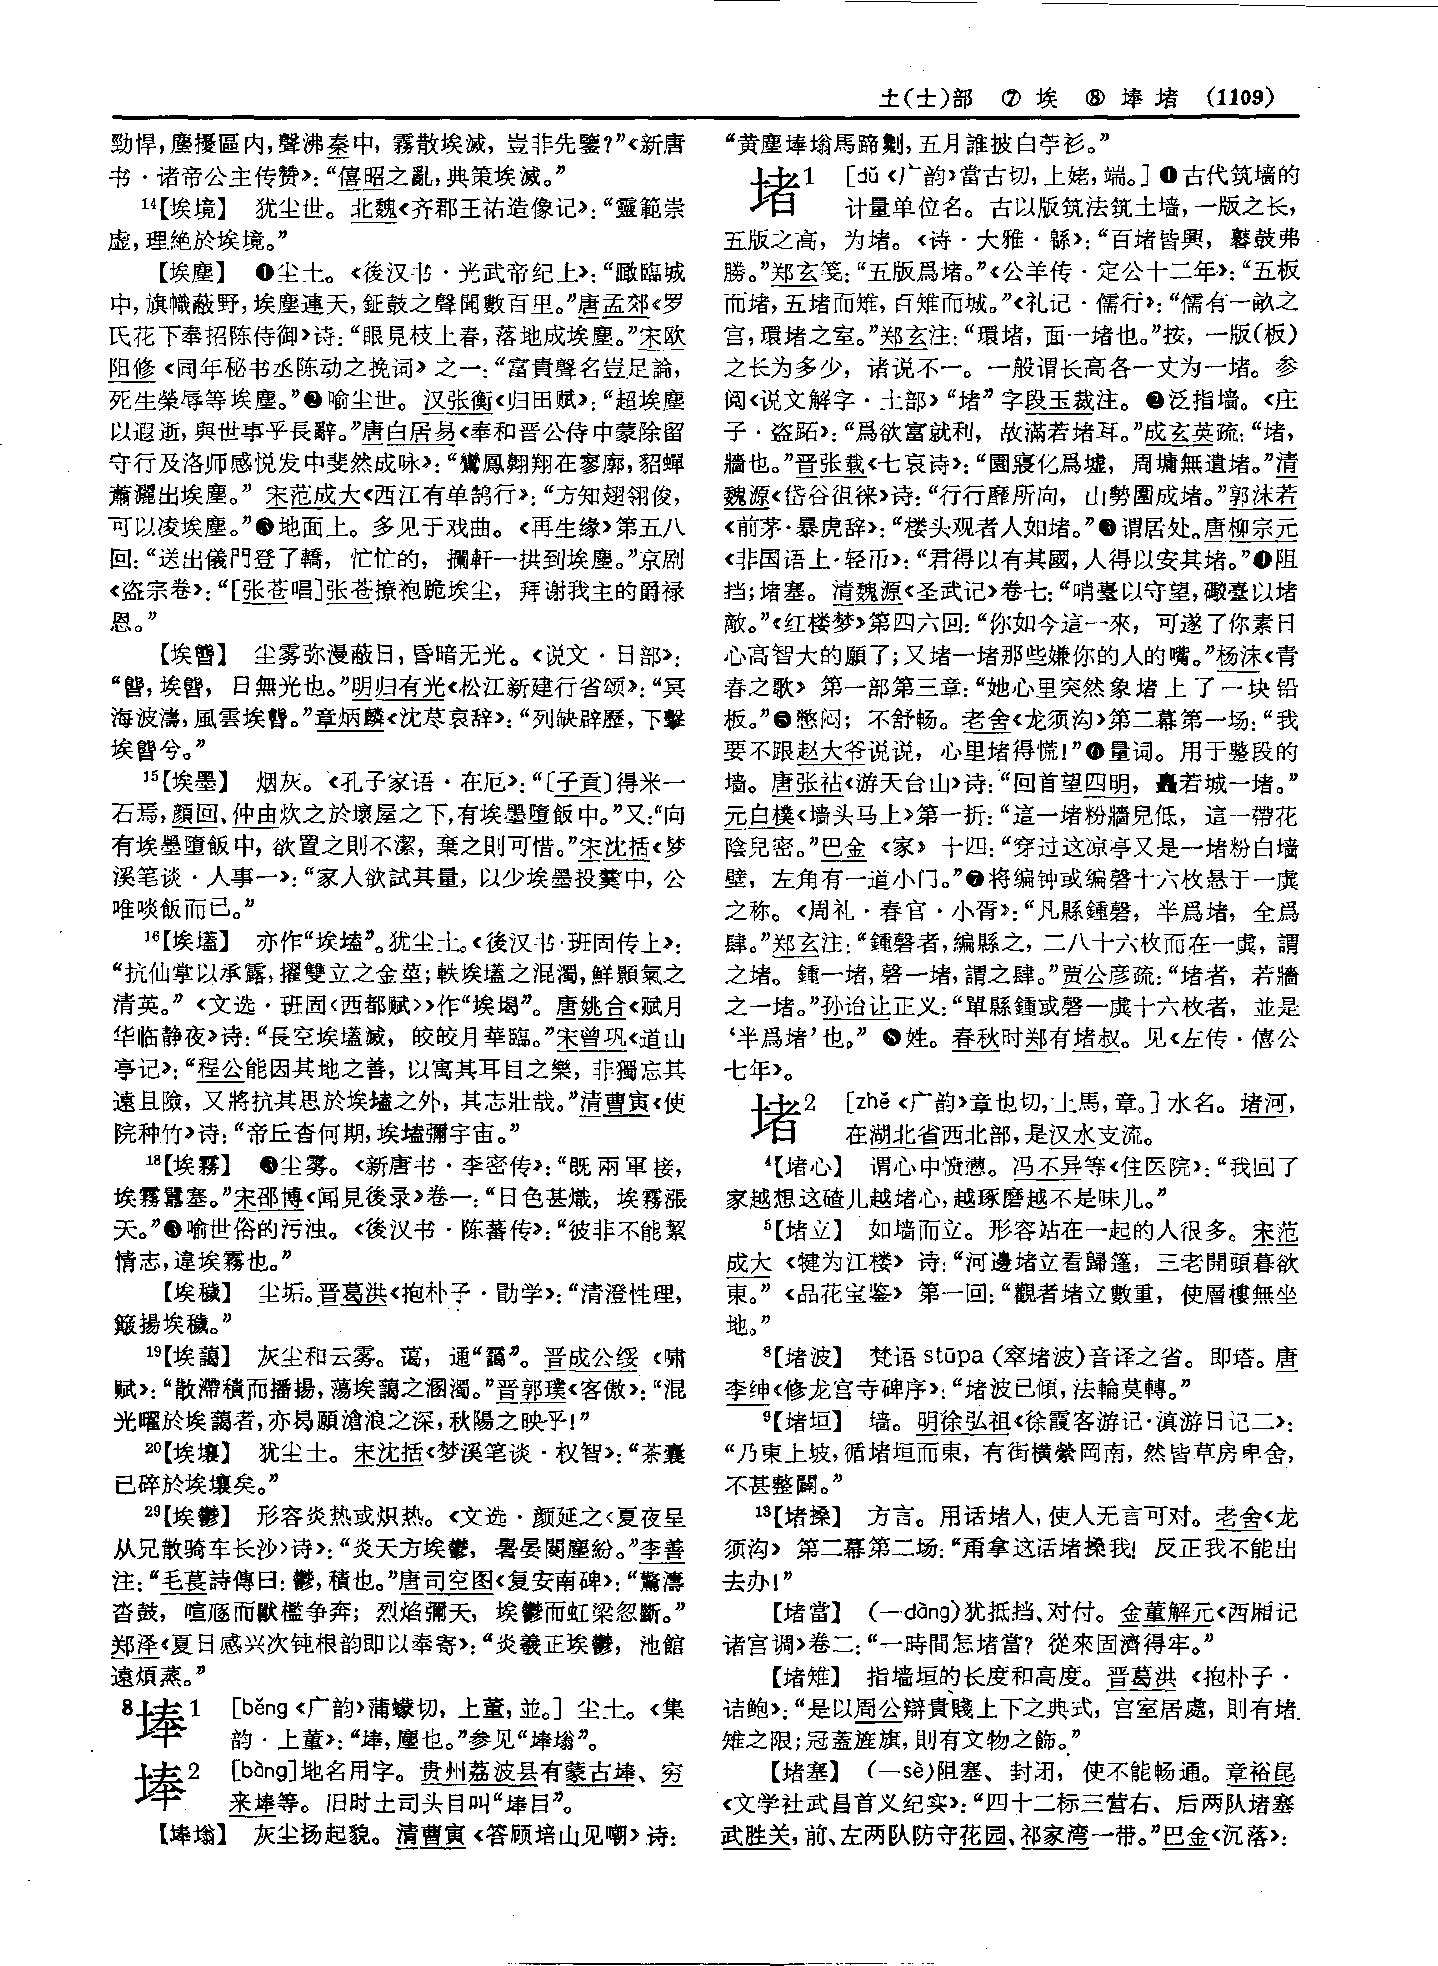 土(士)部 ⑦ 埃 ⑧ 埲 堵 (1109)
勁悍，塵擾區内，聲沸秦中，霧散埃滅，豈非先鑒？”《新唐
书·诸帝公主传赞》：“僖昭之亂，典策埃滅。”
14【埃境】 犹尘世。北魏《齐郡王祐造像记》：“靈範崇
虚，理絶於埃境。”
【埃塵】 ❶尘土。《後汉书·光武帝纪上》：“瞰臨城
中，旗幟蔽野，埃塵連天，鉦鼓之聲聞數百里。”唐孟郊《罗
氏花下奉招陈侍御》诗：“眼見枝上春，落地成埃塵。”宋欧
阳修《同年秘书丞陈动之挽词》之一：“富貴聲名豈足論，
死生榮辱等埃塵。”❷喻尘世。汉张衡《归田赋》：“超埃塵
以遐逝，與世事乎長辭。”唐白居易《奉和晋公侍中蒙除留
守行及洛师感悦发中斐然成咏》：“鸞鳳翱翔在寥廓，貂蟬
蕭灑出埃塵。”宋范成大《西江有单鹄行》：“方知翅翎俊，
可以凌埃塵。”❸地面上。多见于戏曲。《再生缘》第五八
回：“送出儀門登了轎，忙忙的，攔軒一拱到埃塵。”京剧
《盗宗卷》：“[张苍唱]张苍撩袍跪埃尘，拜谢我主的爵禄
恩。”
【埃曀】 尘雾弥漫蔽日，昏暗无光。《说文·日部》：
“曀，埃曀，日無光也。”明归有光《松江新建行省颂》：“冥
海波濤，風雲埃曀。”章炳麟《沈荩哀辞》：“列缺辟歷，下擊
埃曀兮。”
15【埃墨】 烟灰。《孔子家语·在厄》：“〔子貢〕得米一
石焉，顔回、仲由炊之於壞屋之下，有埃墨墮飯中。”又：“向
有埃墨墮飯中，欲置之則不潔，棄之則可惜。”宋沈括《梦
溪笔谈·人事一》：“家人欲試其量，以少埃墨投羹中，公
唯啖飯而已。”
16【埃壒】 亦作“埃𡏖”。犹尘土。《後汉书·班固传上》：
“抗仙掌以承露，擢雙立之金莖；軼埃壒之混濁，鮮顥氣之
清英。”《文选·班固〈西都赋〉》作“埃堨”。唐姚合《赋月
华临静夜》诗：“長空埃壒滅，皎皎月華臨。”宋曾巩《道山
亭记》：“程公能因其地之善，以寓其耳目之樂，非獨忘其
遠且險，又將抗其思於埃𡏖之外，其志壯哉。”清曹寅《使
院种竹》诗：“帝丘杳何期，埃𡏖彌宇宙。”
18【埃霧】 ❶尘雾。《新唐书·李密传》：“既兩軍接，
埃霧囂塞。”宋邵博《闻見後录》卷一：“日色甚熾，埃霧漲
天。”❷喻世俗的污浊。《後汉书·陈蕃传》：“彼非不能絜
情志，違埃霧也。”
【埃穢】 尘垢。晋葛洪《抱朴子·勖学》：“清澄性理，
簸揚埃穢。”
19【埃藹】 灰尘和云雾。蔼，通“靄”。晋成公绥《啸
赋》：“散滯積而播揚，蕩埃藹之溷濁。”晋郭璞《客傲》：“混
光曜於埃藹者，亦曷願滄浪之深，秋陽之映乎！”
20【埃壤】 犹尘土。宋沈括《梦溪笔谈·权智》：“茶囊
已碎於埃壤矣。”
29【埃鬱】 形容炎热或炽热。《文选·颜延之〈夏夜呈
从兄散骑车长沙〉诗》：“炎天方埃鬱，暑晏闋塵紛。”李善
注：“毛萇詩傳曰：鬱，積也。”唐司空图《复安南碑》：“驚濤
沓鼓，喧豗而獸檻争奔；烈焰彌天，埃鬱而虹梁忽斷。”
郑泽《夏日感兴次钝根韵即以奉寄》：“炎羲正埃鬱，池館
遠煩蒸。”
8埲1 [běng《广韵》蒲蠓切，上董，並。] 尘土。《集
韵·上董》：“埲，塵也。”参见“埲塕”。
埲2 [bàng]地名用字。贵州荔波县有蒙古埲、穷
来埲等。旧时土司头目叫“埲目”。
【埲塕】 灰尘扬起貌。清曹寅《答顾培山见嘲》诗：
“黄塵埲塕馬蹄劖，五月誰披白苧衫。”
堵1 [dǔ《广韵》當古切，上姥，端。]❶古代筑墙的
计量单位名。古以版筑法筑土墙，一版之长，
五版之高，为堵。《诗·大雅·緜》：“百堵皆興，鼛鼓弗
勝。”郑玄笺：“五版爲堵。”《公羊传·定公十二年》：“五板
而堵，五堵而雉，百雉而城。”《礼记·儒行》：“儒有一畝之
宫，環堵之室。”郑玄注：“環堵，面一堵也。”按，一版(板)
之长为多少，诸说不一。一般谓长高各一丈为一堵。参
阅《说文解字·土部》“堵”字段玉裁注。❷泛指墙。《庄
子·盗跖》：“爲欲富就利，故滿若堵耳。”成玄英疏：“堵，
牆也。”晋张载《七哀诗》：“園寢化爲墟，周墉無遺堵。”清
魏源《岱谷徂徕》诗：“行行靡所向，山勢圍成堵。”郭沫若
《前茅·暴虎辞》：“楼头观者人如堵。”❸谓居处。唐柳宗元
《非国语上·轻币》：“君得以有其國，人得以安其堵。”❹阻
挡；堵塞。清魏源《圣武记》卷七：“哨臺以守望，礮臺以堵
敵。”《红楼梦》第四六回：“你如今這一來，可遂了你素日
心高智大的願了；又堵一堵那些嫌你的人的嘴。”杨沫《青
春之歌》第一部第三章：“她心里突然象堵上了一块铅
板。”❺憋闷；不舒畅。老舍《龙须沟》第二幕第一场：“我
要不跟赵大爷说说，心里堵得慌！”❻量词。用于整段的
墙。唐张祜《游天台山》诗：“回首望四明，矗若城一堵。”
元白樸《墙头马上》第一折：“這一堵粉牆兒低，這一帶花
陰兒密。”巴金《家》十四：“穿过这凉亭又是一堵粉白墙
壁，左角有一道小门。”❼将编钟或编磬十六枚悬于一虡
之称。《周礼·春官·小胥》：“凡縣鍾磬，半爲堵，全爲
肆。”郑玄注：“鍾磬者，編縣之，二八十六枚而在一虡，謂
之堵。鍾一堵，磬一堵，謂之肆。”贾公彦疏：“堵者，若牆
之一堵。”孙诒让正义：“單縣鍾或磬一虡十六枚者，並是
‘半爲堵’也。”❽姓。春秋时郑有堵叔。见《左传·僖公
七年》。
堵2 [zhě《广韵》章也切，上馬，章。]水名。堵河，
在湖北省西北部，是汉水支流。
4【堵心】 谓心中愤懑。冯不异等《住医院》：“我回了
家越想这碴儿越堵心，越琢磨越不是味儿。”
5【堵立】 如墙而立。形容站在一起的人很多。宋范
成大《犍为江楼》诗：“河邊堵立看歸篷，三老開頭暮欲
東。”《品花宝鉴》第一回：“觀者堵立數重，使層樓無坐
地。”
8【堵波】 梵语 stūpa (窣堵波)音译之省。即塔。唐
李绅《修龙宫寺碑序》：“堵波已傾，法輪莫轉。”
9【堵垣】 墙。明徐弘祖《徐霞客游记·滇游日记二》：
“乃東上坡，循堵垣而東，有街横縈岡南，然皆草房卑舍，
不甚整闢。”
13【堵搡】 方言。用话堵人，使人无言可对。老舍《龙
须沟》第二幕第二场：“甭拿这话堵搡我！反正我不能出
去办！”
【堵當】 (—dàng)犹抵挡、对付。金董解元《西厢记
诸宫调》卷二：“一時間怎堵當？從來固濟得牢。”
【堵雉】 指墙垣的长度和高度。晋葛洪《抱朴子·
诘鲍》：“是以周公辯貴賤上下之典式，宫室居處，則有堵
雉之限；冠蓋旌旗，則有文物之飾。”
【堵塞】 (—sè)阻塞、封闭，使不能畅通。章裕昆
《文学社武昌首义纪实》：“四十二标三营右、后两队堵塞
武胜关，前、左两队防守花园、祁家湾一带。”巴金《沉落》：